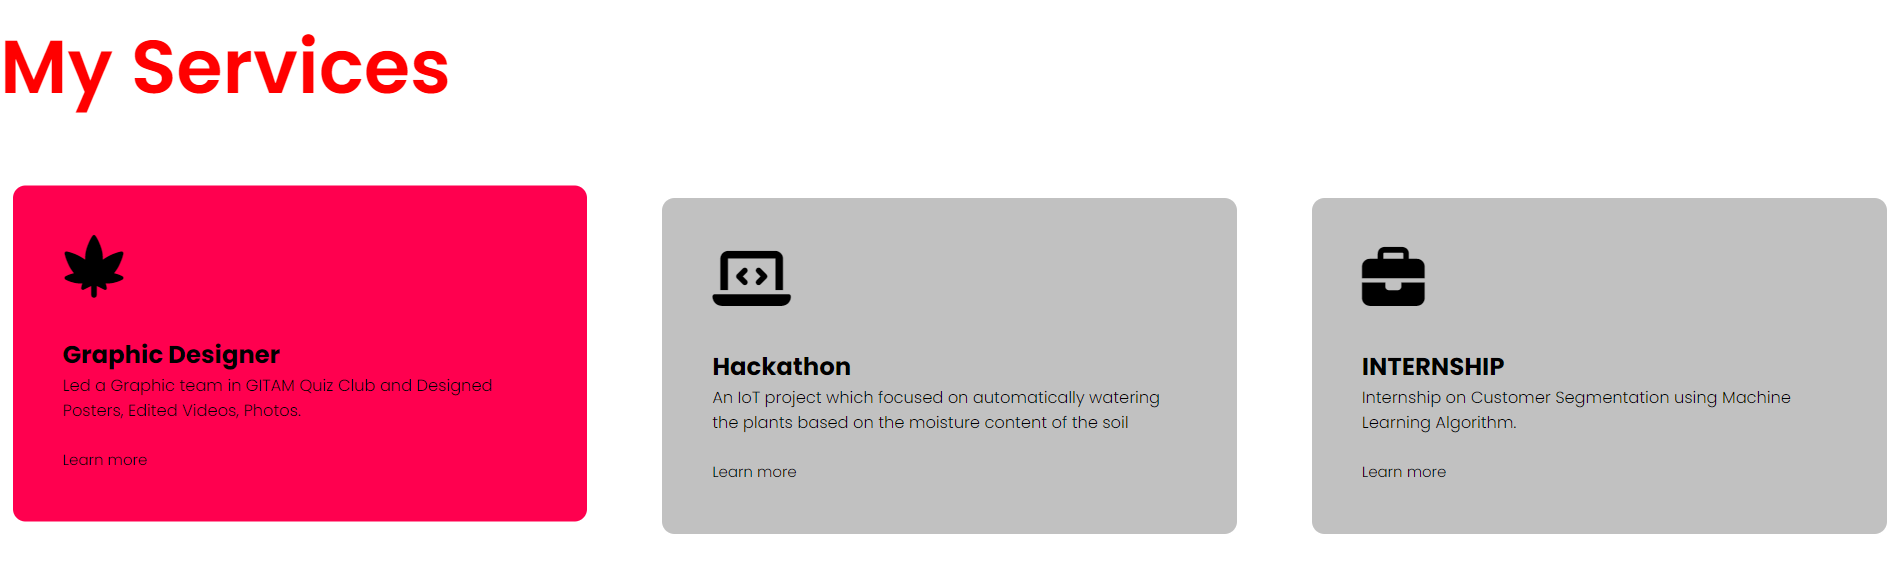 My Services
Graphic Designer
Led a Graphic team in GITAM Quiz Club and Designed
Posters, Edited Videos, Photos.
Learn more
Hackathon
An IoT project which focused on automatically watering
the plants based on the moisture content of the soil
Learn more
INTERNSHIP
Internship on Customer Segmentation using Machine
Learning Algorithm.
Learn more